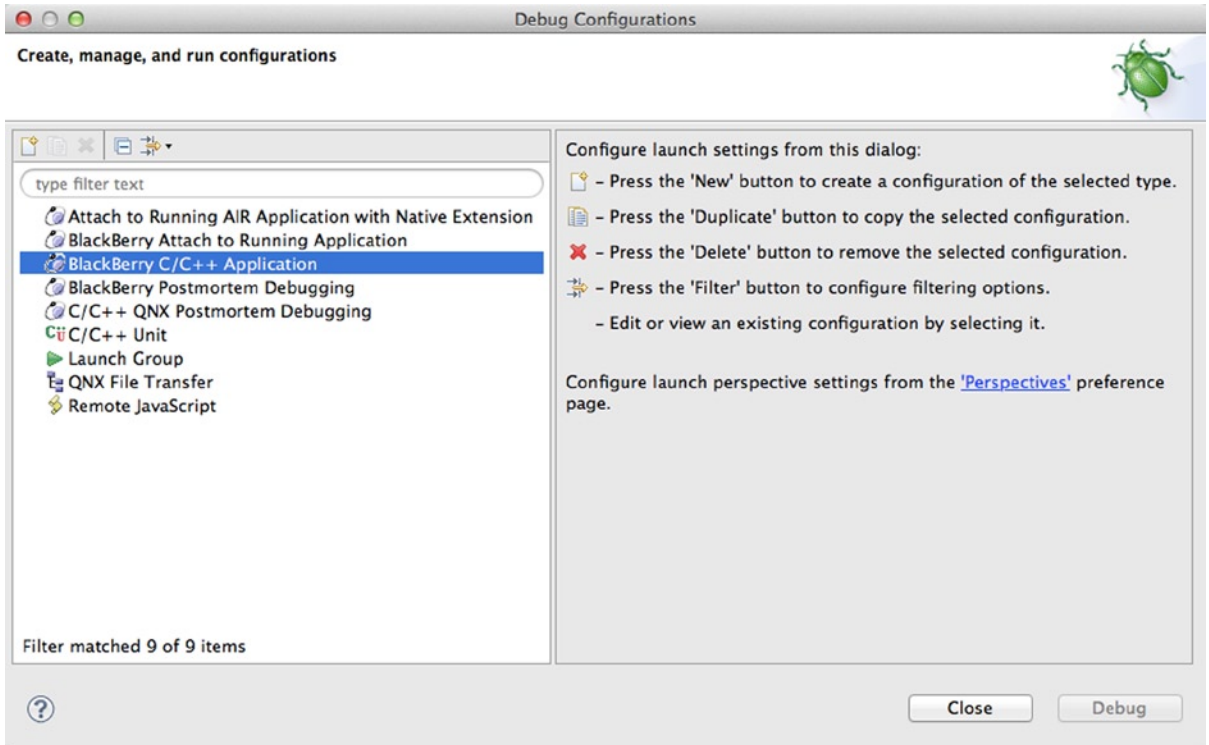 Debug Configurations
Create, manage, and run configurations
type filter text
Attach to Running AIR Application with Native Extension
BlackBerry Attach to Running Application
BlackBerry C/C++ Application
BlackBerry Postmortem Debugging
C/C++ QNX Postmortem Debugging
C/C++ Unit
Launch Group
QNX File Transfer
Remote JavaScript
Filter matched 9 of 9 items
Configure launch settings from this dialog:
– Press the 'New' button to create a configuration of the selected type.
– Press the 'Duplicate' button to copy the selected configuration.
– Press the 'Delete' button to remove the selected configuration.
– Press the 'Filter' button to configure filtering options.
– Edit or view an existing configuration by selecting it.
Configure launch perspective settings from the 'Perspectives' preference
page.
?
Close
Debug